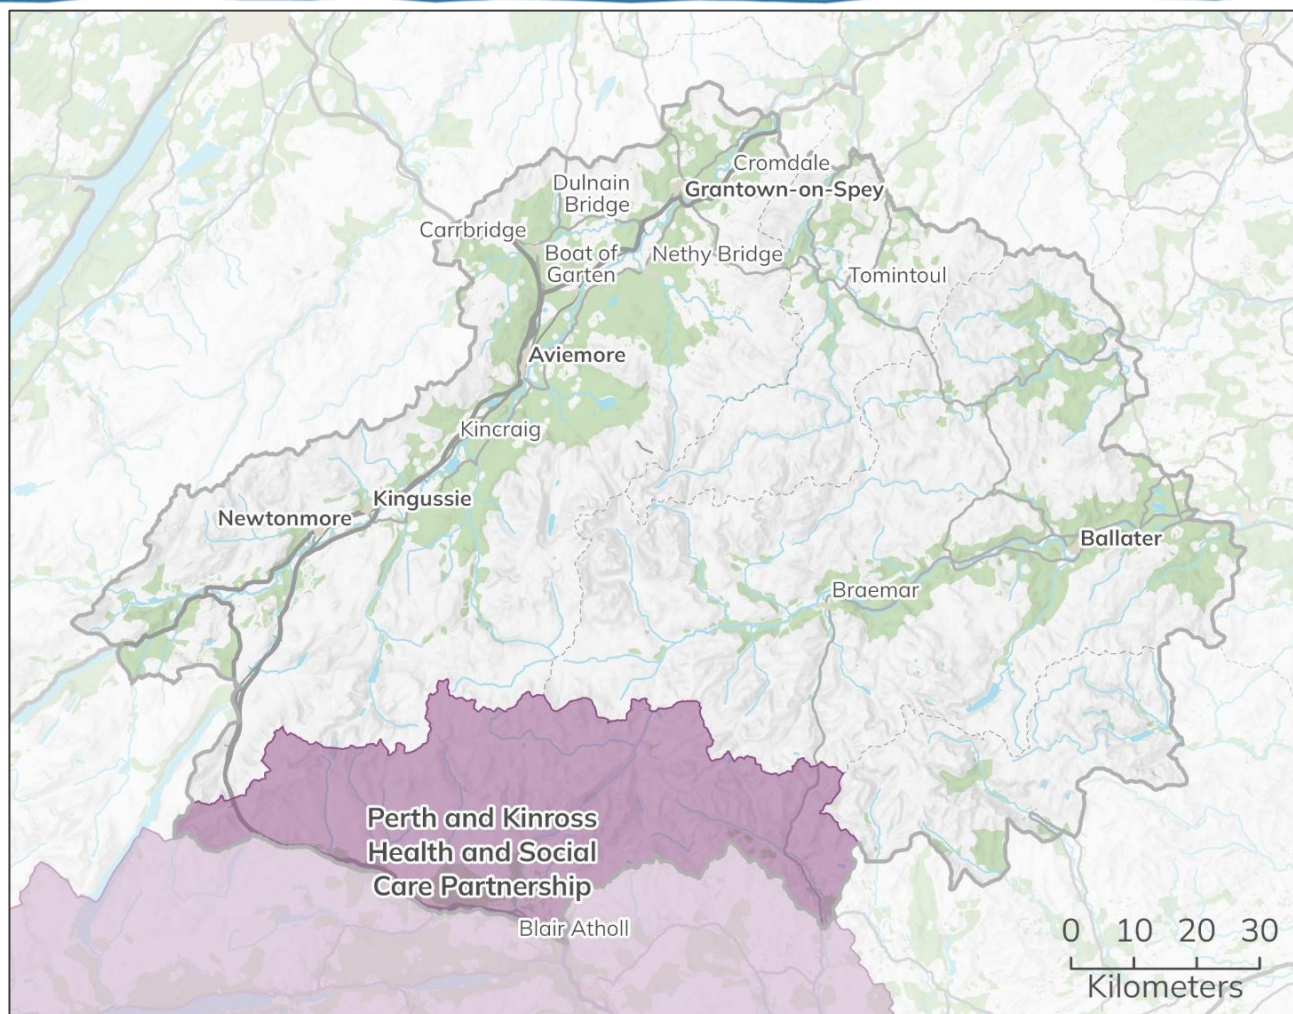 Cromdale
Dulnain
Bridge
Grantown-on-Spey
Carrbridge
Boat of
Garten
Nethy Bridge
Tomintoul
Aviemore
Kincraig
Kingussie
Newtonmore
Ballater
Braemar
Perth and Kinross
Health and Social
Care Partnership
Blair Atholl
0 10 20 30
Kilometers